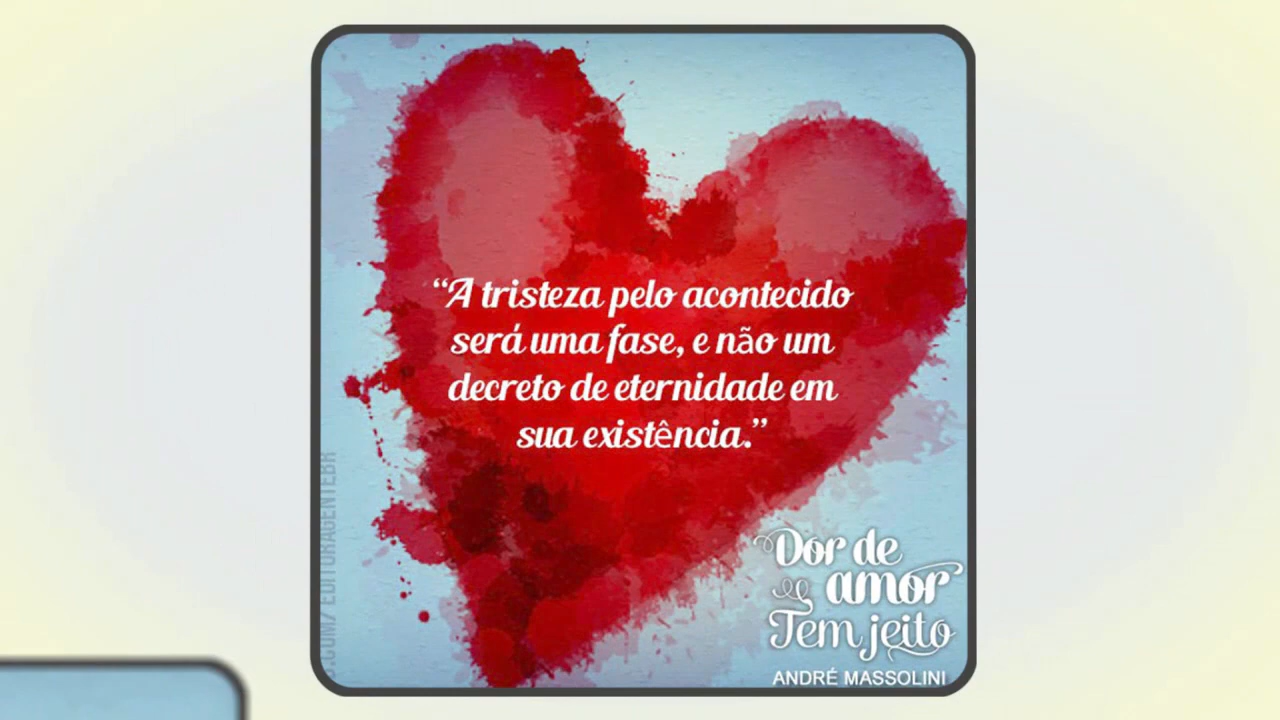 “A tristeza pelo acontecido
será uma fase, e não um
decreto de eternidade em
sua existência.”
Dor de
amor
Tem jeito
ANDRÉ MASSOLINI
.COM/ EDITORAGENTEBR